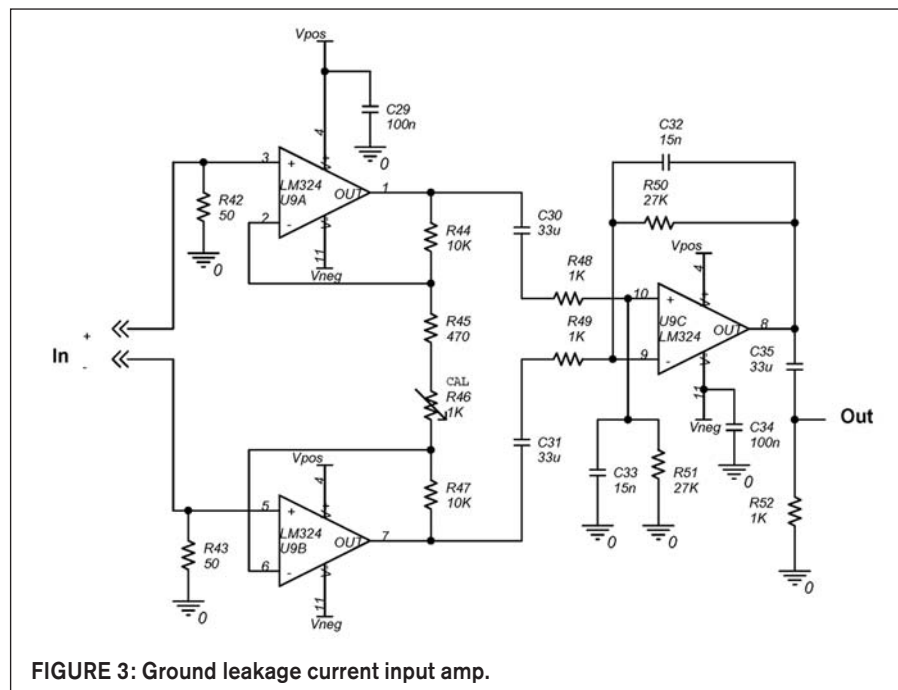 Vpos
C29
100n
4
0
3
+
LM324
U9A
OUT
1
2
-
V+
V-
11
Vneg
R42
50
0
R44
10K
C30
33u
R45
470
CAL
R46
1K
In
+
-
R48
1K
R49
1K
C32
15n
R50
27K
Vpos
4
10
+
U9C
LM324
OUT
8
9
-
11
Vneg
C35
33u
Out
C34
100n
0
C31
33u
C33
15n
0
R51
27K
0
R52
1K
0
Vpos
4
R47
10K
5
+
LM324
U9B
OUT
7
6
-
11
Vneg
R43
50
0
FIGURE 3: Ground leakage current input amp.